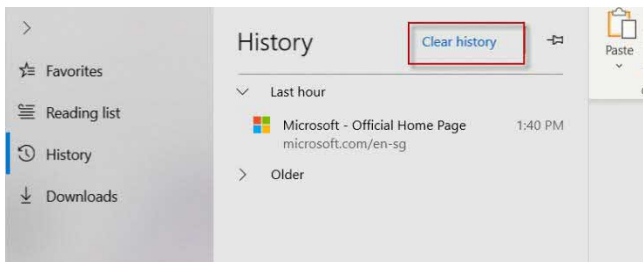 Favorites
Reading list
History
Downloads
History
Clear history
Last hour
Microsoft - Official Home Page
1:40 PM
microsoft.com/en-sg
Older
Paste